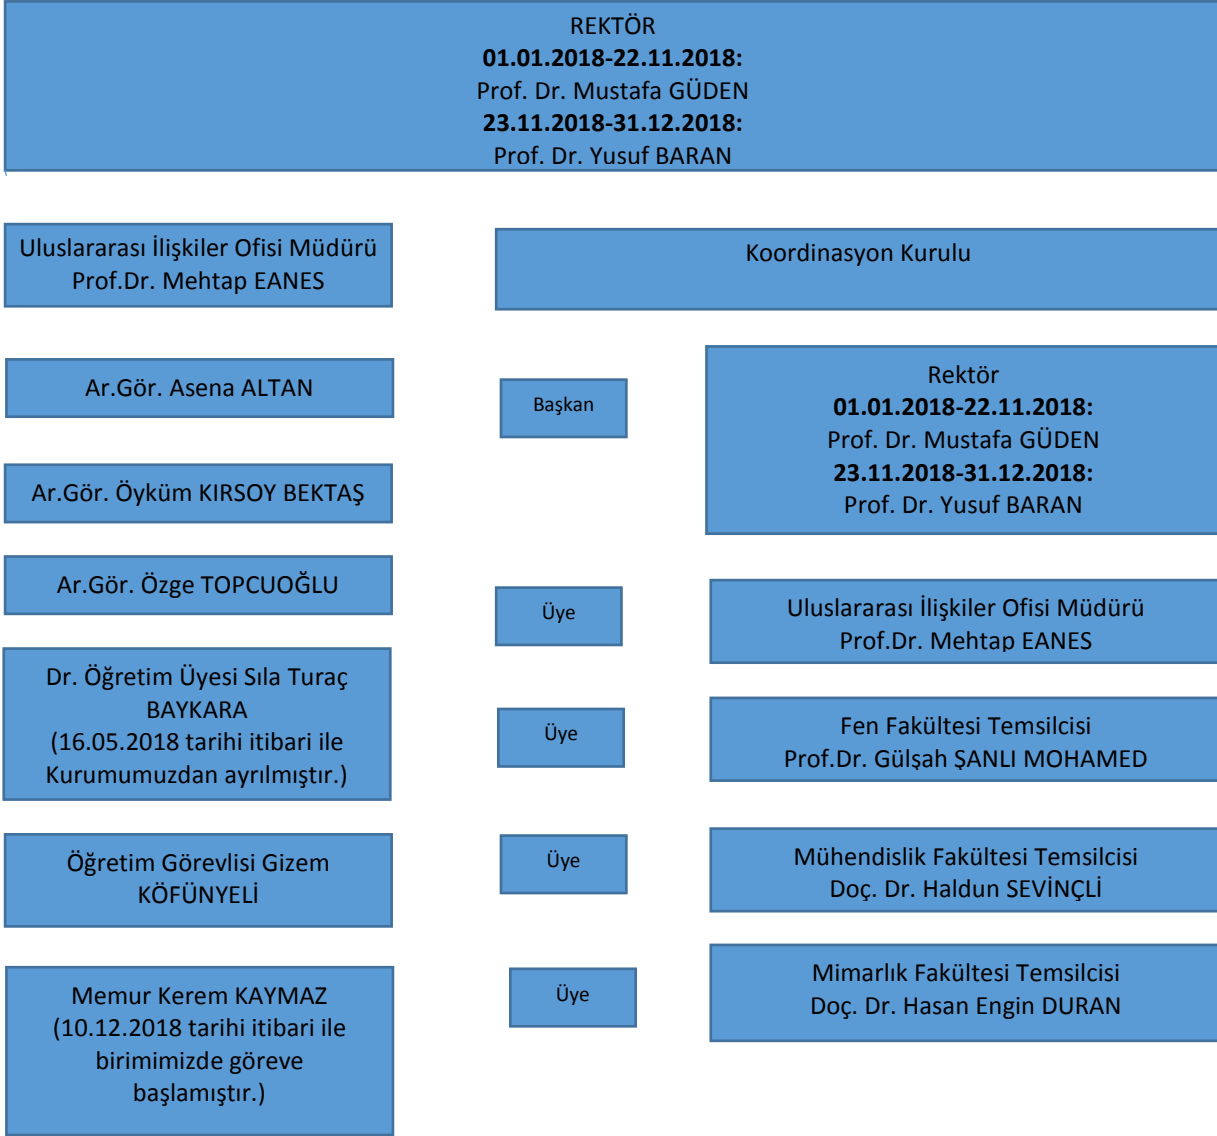 REKTÖR
01.01.2018-22.11.2018:
Prof. Dr. Mustafa GÜDEN
23.11.2018-31.12.2018:
Prof. Dr. Yusuf BARAN
Uluslararası İlişkiler Ofisi Müdürü
Prof.Dr. Mehtap EANES
Koordinasyon Kurulu
Ar.Gör. Asena ALTAN
Başkan
Rektör
01.01.2018-22.11.2018:
Prof. Dr. Mustafa GÜDEN
23.11.2018-31.12.2018:
Prof. Dr. Yusuf BARAN
Ar.Gör. Öyküm KIRSOY BEKTAŞ
Ar.Gör. Özge TOPCUOĞLU
Üye
Uluslararası İlişkiler Ofisi Müdürü
Prof.Dr. Mehtap EANES
Dr. Öğretim Üyesi Sıla Turaç
BAYKARA
(16.05.2018 tarihi itibari ile
Kurumumuzdan ayrılmıştır.)
Üye
Fen Fakültesi Temsilcisi
Prof.Dr. Gülşah ŞANLI MOHAMED
Öğretim Görevlisi Gizem
KÖFÜNYELİ
Üye
Mühendislik Fakültesi Temsilcisi
Doç. Dr. Haldun SEVİNÇLİ
Memur Kerem KAYMAZ
(10.12.2018 tarihi itibari ile
birimimizde göreve
başlamıştır.)
Üye
Mimarlık Fakültesi Temsilcisi
Doç. Dr. Hasan Engin DURAN